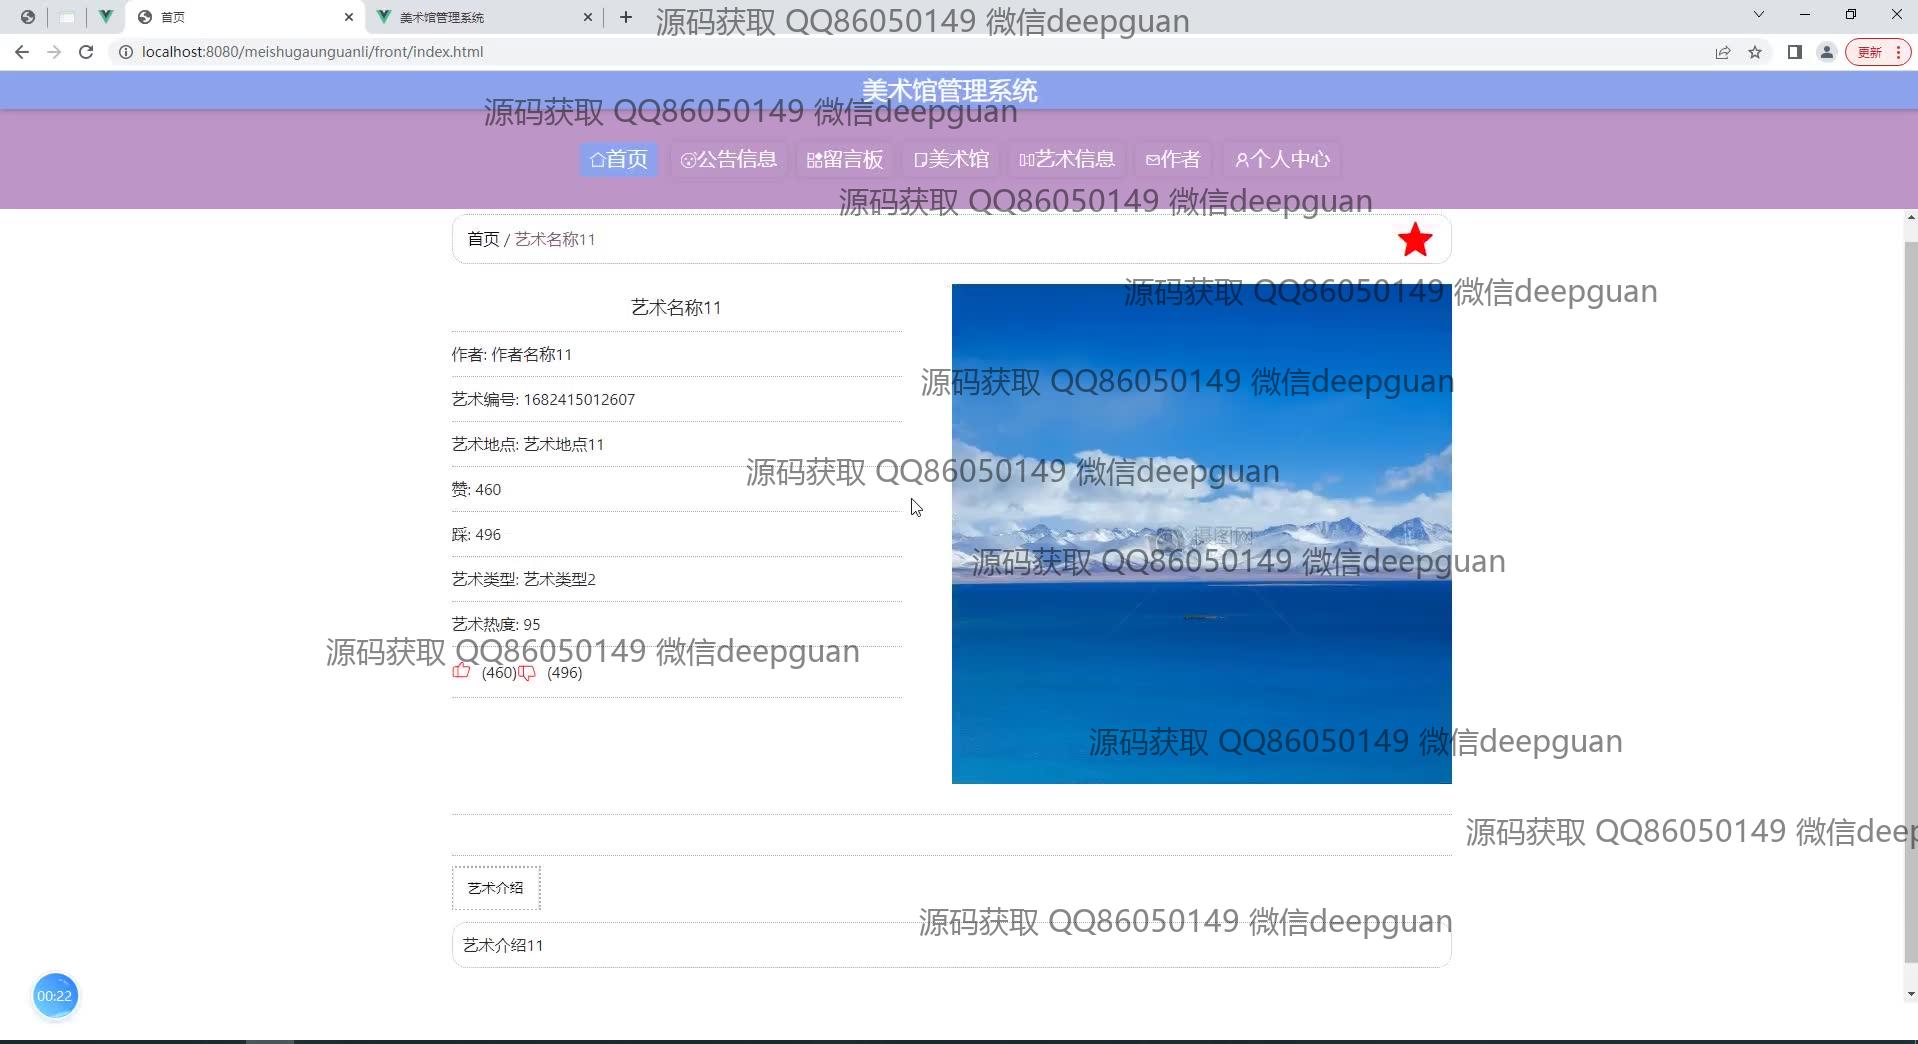 首页
美术馆管理系统
源码获取 QQ86050149 微信deepguan
localhost:8080/meishugaunguanli/front/index.html
更新
美术馆管理系统
源码获取 QQ86050149 微信deepguan
首页 公告信息 留言板 美术馆 艺术信息 作者 个人中心
源码获取 QQ86050149 微信deepguan
首页 / 艺术名称11
源码获取 QQ86050149 微信deepguan
艺术名称11
作者: 作者名称11
源码获取 QQ86050149 微信deepguan
艺术编号: 1682415012607
艺术地点: 艺术地点11
源码获取 QQ86050149 微信deepguan
赞: 460
踩: 496
摄图网
源码获取 QQ86050149 微信deepguan
艺术类型: 艺术类型2
艺术热度: 95
源码获取 QQ86050149 微信deepguan
(460) (496)
源码获取 QQ86050149 微信deepguan
源码获取 QQ86050149 微信deep
艺术介绍
源码获取 QQ86050149 微信deepguan
艺术介绍11
00:22